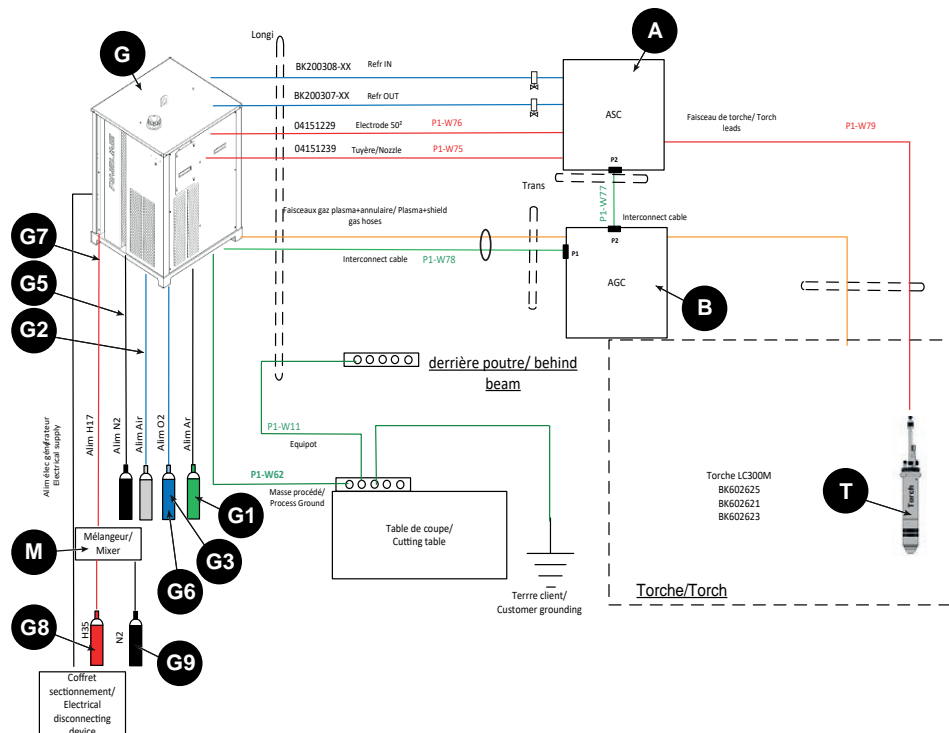 Longi
A
G
BK200308-XX Refr IN
BK200307-XX Refr OUT
04151229 Electrode 50² P1-W76
04151239 Tuyère/Nozzle P1-W75
ASC
P2
Faisceau de torche/ Torch
leads
P1-W79
Trans
P1-W77
Interconnect cable
Faisceaux gaz plasma+annulaire/ Plasma+shield
gas hoses
Interconnect cable P1-W78
P1
P2
AGC
B
G7
G5
G2
derrière poutre/ behind
beam
P1-W11
Equipot
P1-W62
Masse procédé/
Process Ground
Alim élec générateur
Electrical supply
Alim H17
Alim N2
Alim Air
Alim O2
Alim Ar
G1
G3
G6
M
Mélangeur/
Mixer
Table de coupe/
Cutting table
Terrre client/
Customer grounding
Torche LC300M
BK602625
BK602621
BK602623
T
Torch
Torche/Torch
G8
H35
N2
G9
Coffret
sectionnement/
Electrical
disconnecting
device